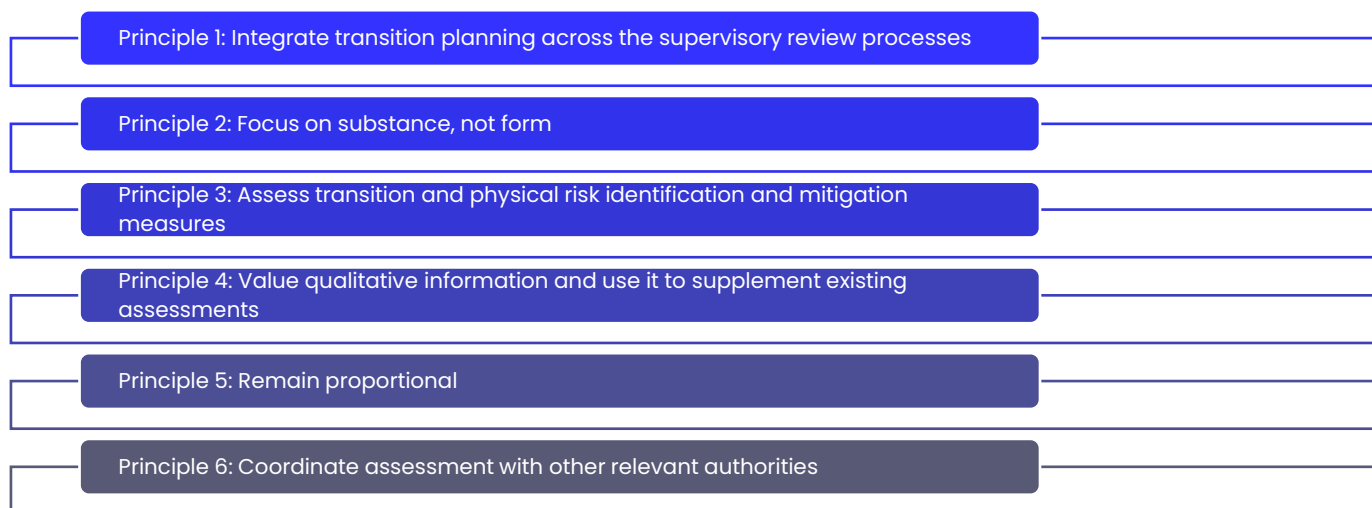 Principle 1: Integrate transition planning across the supervisory review processes
Principle 2: Focus on substance, not form
Principle 3: Assess transition and physical risk identification and mitigation
measures
Principle 4: Value qualitative information and use it to supplement existing
assessments
Principle 5: Remain proportional
Principle 6: Coordinate assessment with other relevant authorities